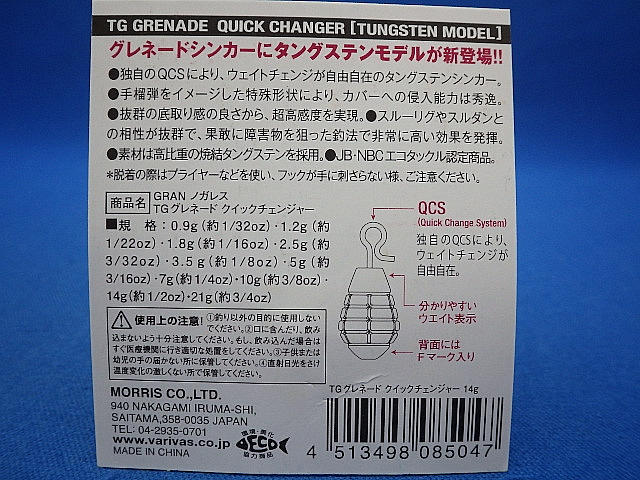 TG GRENADE QUICK CHANGER [TUNGSTEN MODEL]
グレネードシンカーにタングステンモデルが新登場!!
●独自のQCSにより、ウェイトチェンジが自由自在のタングステンシンカー。
●手榴弾をイメージした特殊形状により、カバーへの侵入能力は秀逸。
●抜群の底取り感の良さから、超高感度を実現。●スルーリグやスルダンと
の相性が抜群で、果敢に障害物を狙った釣法で非常に高い効果を発揮。
●素材は高比重の焼結タングステンを採用。●JB・NBCエコタックル認定商品。
*脱着の際はプライヤーなどを使い、フックが手に刺さらない様、ご注意ください。
商品名 GRAN ノガレス
TGグレネード クイックチェンジャー
■規 格:0.9g(約1/32oz)・1.2g(約
1/22oz)・1.8g(約1/16oz)・2.5g(約
3/32oz)・3.5g(約1/8oz)・5g(約
3/16oz)・7g(約1/4oz)・10g(約3/8oz)・
14g(約1/2oz)・21g(約3/4oz)
QCS
(Quick Change System)
独自のQCSにより、
ウェイトチェンジが
自由自在。
分かりやすい
ウエイト表示
背面には
Fマーク入り
使用上の注意!①釣り以外の目的に使用しない
でください。②口に含んだり、飲み
込まないよう十分注意してください。もし、飲み込んだ場合は
すぐ医療機関に行き適切な処置をしてください。③子供または
幼児の手の届かない所に保管してください。④直射日光をさけ
温度変化の激しくない所で保管してください。
TGグレネード クイックチェンジャー 14g
MORRIS CO.,LTD.
940 NAKAGAMI IRUMA-SHI,
SAITAMA,358-0035 JAPAN
TEL: 04-2935-0701
www.varivas.co.jp
MADE IN CHINA
環境・美化
ECO
協力商品
4 513498 085047